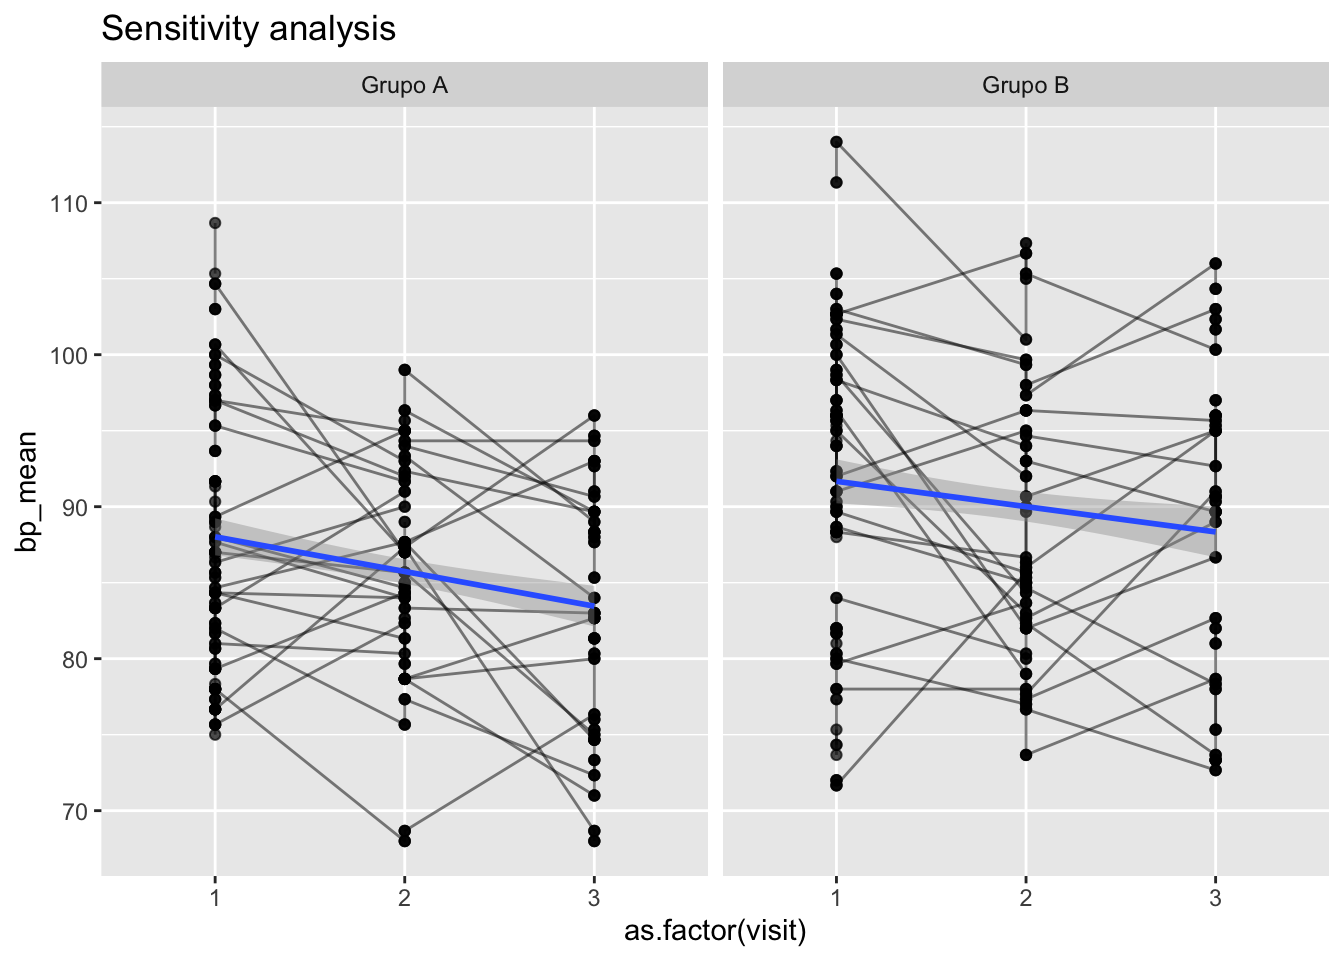 Sensitivity analysis
Grupo A
Grupo B
bp_mean
110
100
90
80
70
1 2 3
1 2 3
as.factor(visit)